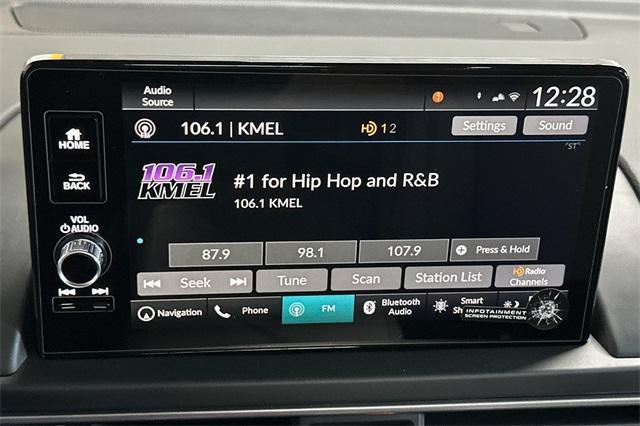 Audio
Source
1
12:28
106.1 | KMEL
HD 1 2
Settings
Sound
"ST"
HOME
BACK
VOL
AUDIO
106.1
KMEL
#1 for Hip Hop and R&B
106.1 KMEL
87.9
98.1
107.9
Press & Hold
Seek
Tune
Scan
Station List
HD Radio
Channels
Navigation
Phone
FM
Bluetooth
Audio
Smart
INFOTAINMENT
SCREEN PROTECTION